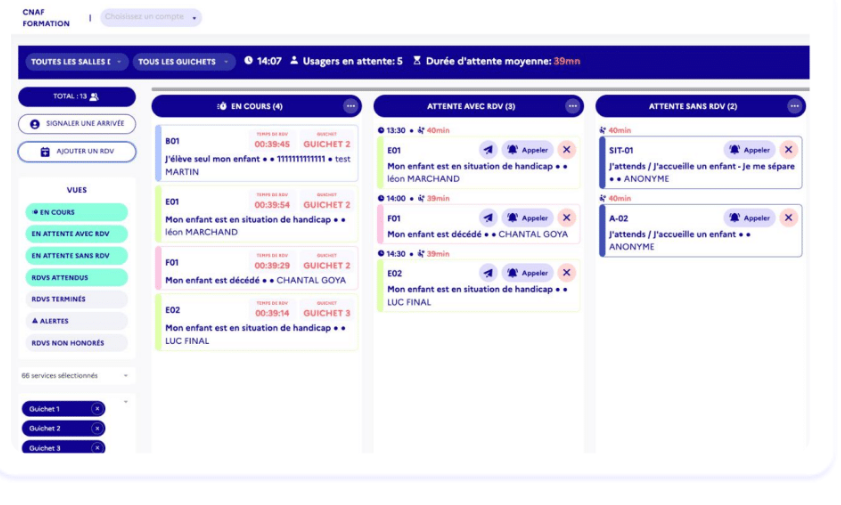 CNAF
FORMATION
Choisissez un compte
TOUTES LES SALLES E
TOUS LES GUICHETS
14:07
Usagers en attente: 5
Durée d'attente moyenne: 39mn
TOTAL : 13
SIGNALER UNE ARRIVÉE
AJOUTER UN RDV
VUES
EN COURS
EN ATTENTE AVEC RDV
EN ATTENTE SANS RDV
RDVS ATTENDUS
RDVS TERMINÉS
ALERTES
RDVS NON HONORÉS
66 services sélectionnés
Guichet 1
Guichet 2
Guichet 3
EN COURS (4)
B01
TEMPS DE RDV
00:39:45
GUICHET
GUICHET 2
J'élève seul mon enfant • • 1111111111111 • test
MARTIN
E01
TEMPS DE RDV
00:39:54
GUICHET
GUICHET 2
Mon enfant est en situation de handicap • •
léon MARCHAND
F01
TEMPS DE RDV
00:39:29
GUICHET
GUICHET 2
Mon enfant est décédé • • CHANTAL GOYA
E02
TEMPS DE RDV
00:39:14
GUICHET
GUICHET 3
Mon enfant est en situation de handicap • •
LUC FINAL
ATTENTE AVEC RDV (3)
13:30 • 40min
E01
Appeler
Mon enfant est en situation de handicap • •
léon MARCHAND
14:00 • 39min
F01
Appeler
Mon enfant est décédé • • CHANTAL GOYA
14:30 • 39min
E02
Appeler
Mon enfant est en situation de handicap • •
LUC FINAL
ATTENTE SANS RDV (2)
40min
SIT-01
Appeler
J'attends / J'accueille un enfant - Je me sépare
• • ANONYME
39min
A-02
Appeler
J'attends / J'accueille un enfant • •
ANONYME